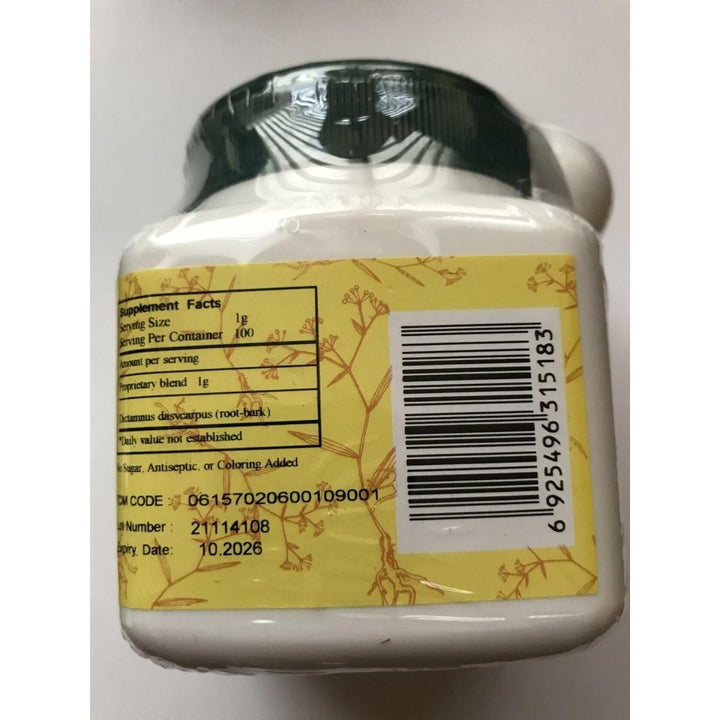 Supplement Facts
Serving Size 1g
Serving Per Container 100
Amount per serving
Proprietary blend 1g
Dictamnus dasycarpus (root-bark)
*Daily value not established
No Sugar, Antiseptic. or Coloring Added
CM CODE : 06157020600109001
Lot Number : 21114108
Expiry Date: 10.2026
6 925496 315183